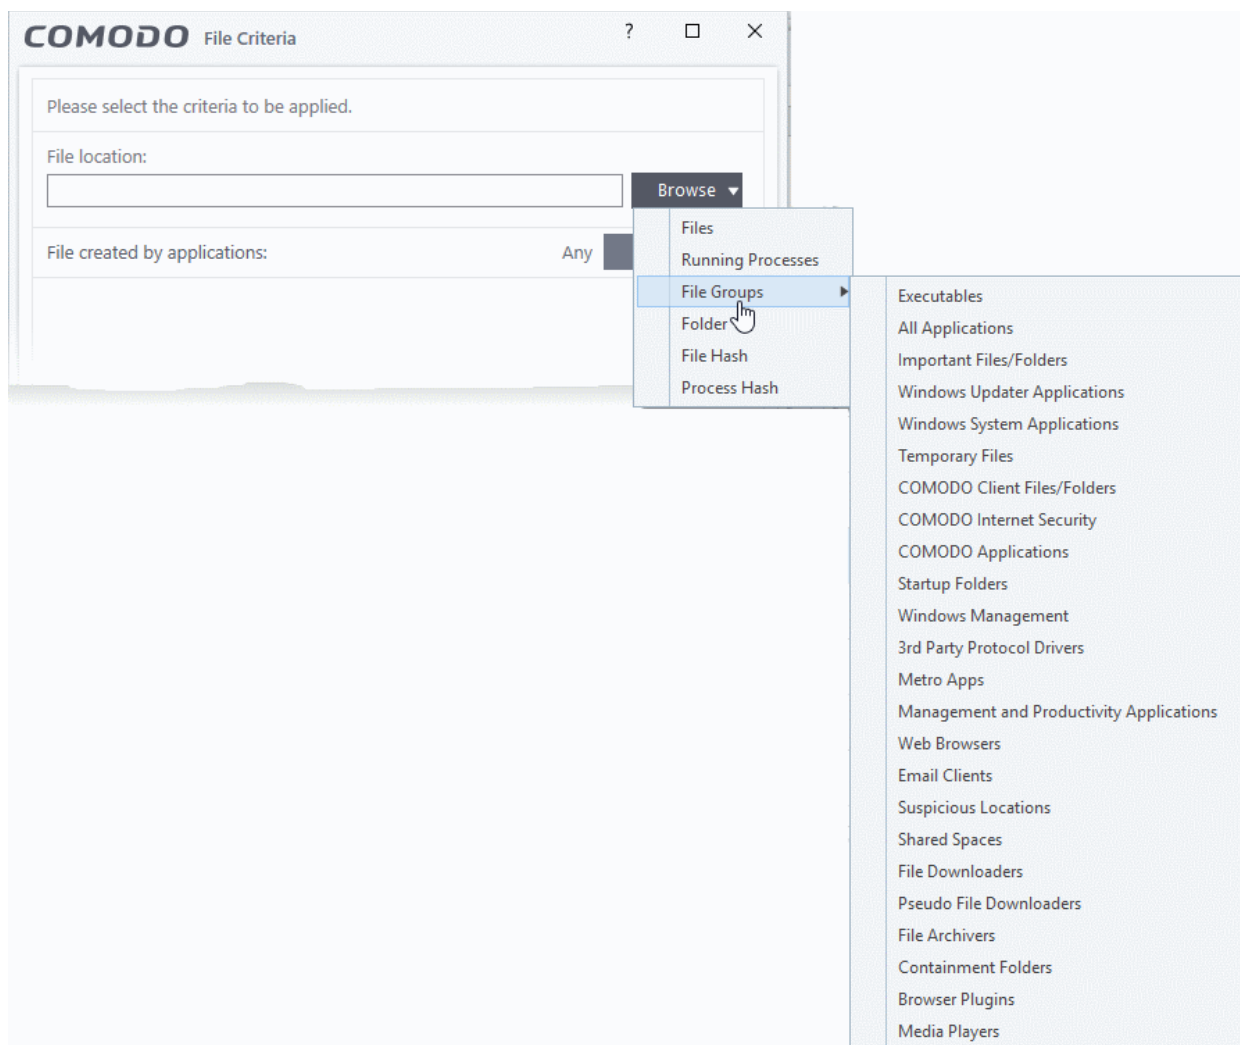 COMODO File Criteria
?
Please select the criteria to be applied.
File location:
Browse
File created by applications:
Any
Files
Running Processes
File Groups
Folder
File Hash
Process Hash
Executables
All Applications
Important Files/Folders
Windows Updater Applications
Windows System Applications
Temporary Files
COMODO Client Files/Folders
COMODO Internet Security
COMODO Applications
Startup Folders
Windows Management
3rd Party Protocol Drivers
Metro Apps
Management and Productivity Applications
Web Browsers
Email Clients
Suspicious Locations
Shared Spaces
File Downloaders
Pseudo File Downloaders
File Archivers
Containment Folders
Browser Plugins
Media Players